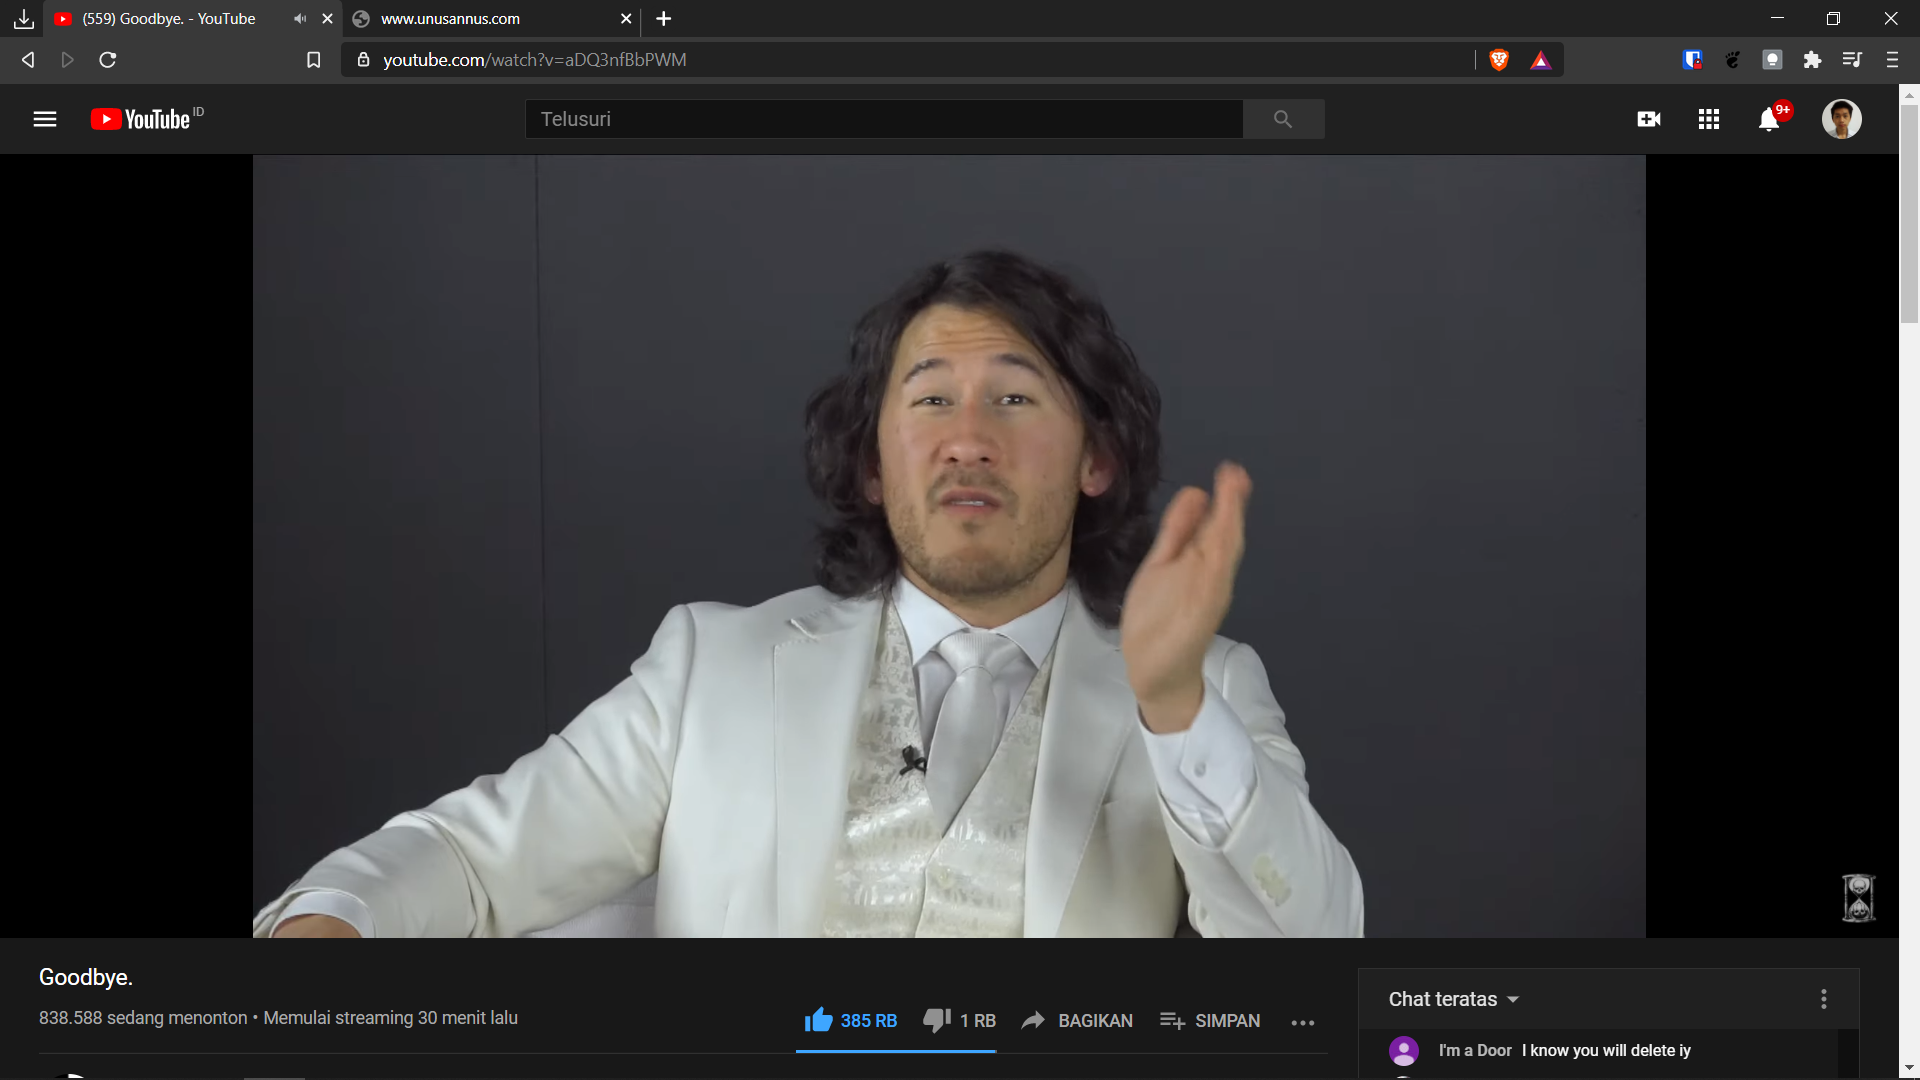 (559) Goodbye. - YouTube
www.unusannus.com
youtube.com/watch?v=aDQ3nfBbPWM
YouTube ID
Telusuri
9+
Goodbye.
838.588 sedang menonton • Memulai streaming 30 menit lalu
385 RB
1 RB
BAGIKAN
SIMPAN
Chat teratas
I'm a Door I know you will delete iy